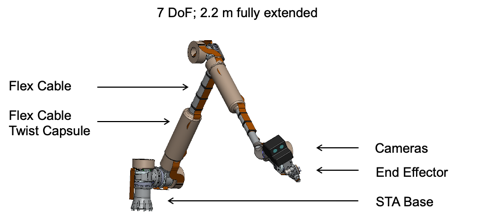 7 DoF; 2.2 m fully extended
Flex Cable
Flex Cable
Twist Capsule
Cameras
End Effector
STA Base